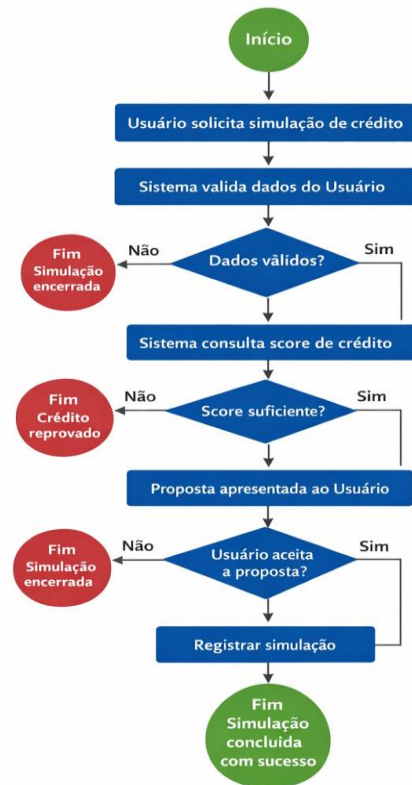 Início
Usuário solicita simulação de crédito
Sistema valida dados do Usuário
Não
Sim
Fim
Simulação
encerrada
Dados vãlidos?
Sistema consulta score de crédito
Não
Sim
Fim
Crédito
reprovado
Score suficiente?
Proposta apresentada ao Usuário
Não
Sim
Fim
Simulação
encerrada
Usuário aceita
a proposta?
Registrar simulação
Fim
Simulação
concluida
com sucesso